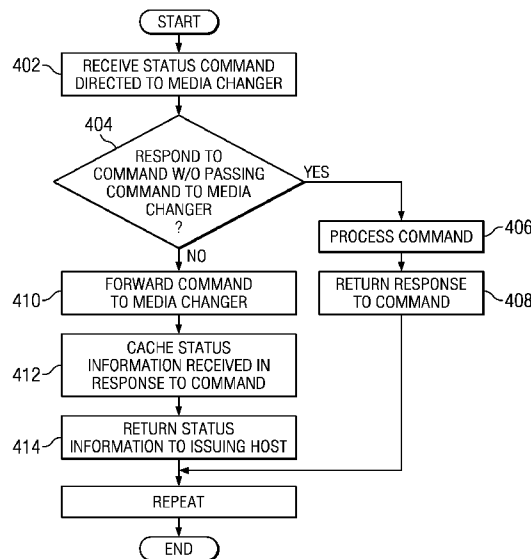 START
402
RECEIVE STATUS COMMAND
DIRECTED TO MEDIA CHANGER
404
RESPOND TO
COMMAND W/O PASSING
COMMAND TO MEDIA
CHANGER
?
YES
NO
PROCESS COMMAND
406
RETURN RESPONSE
TO COMMAND
408
410
FORWARD COMMAND
TO MEDIA CHANGER
412
CACHE STATUS
INFORMATION RECEIVED IN
RESPONSE TO COMMAND
414
RETURN STATUS
INFORMATION TO ISSUING HOST
REPEAT
END